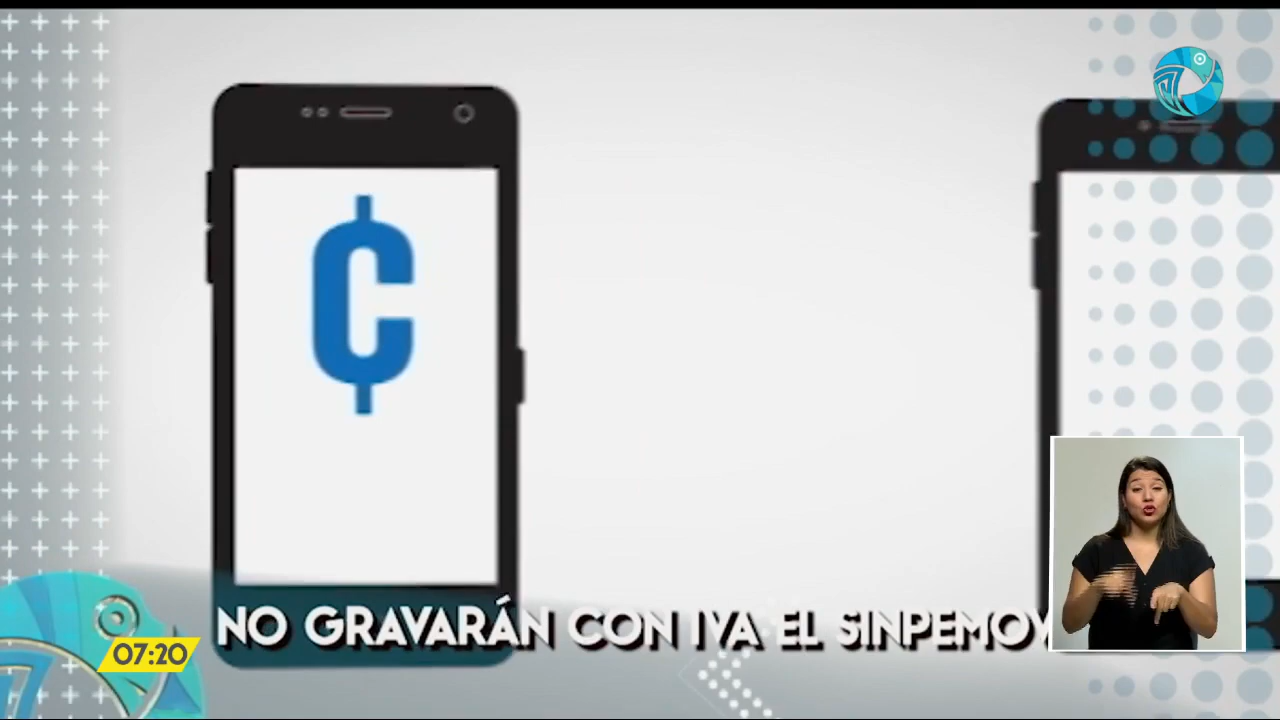 ₡
NO GRAVARÁN CON IVA EL SINPEMOV
07:20